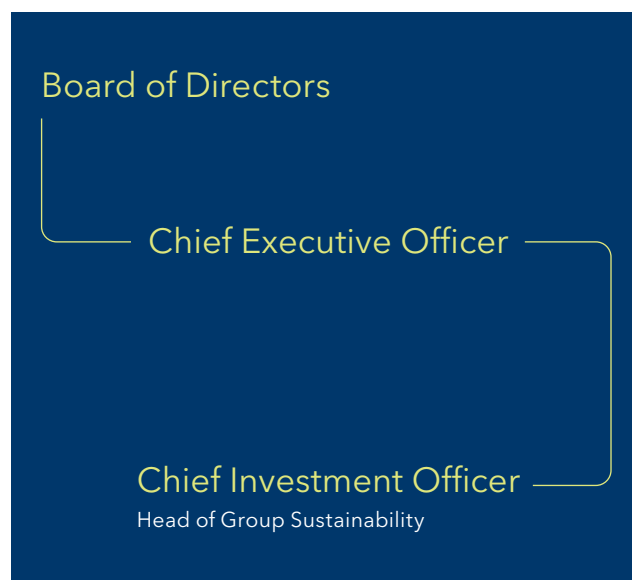 Board of Directors
Chief Executive Officer
Chief Investment Officer
Head of Group Sustainability